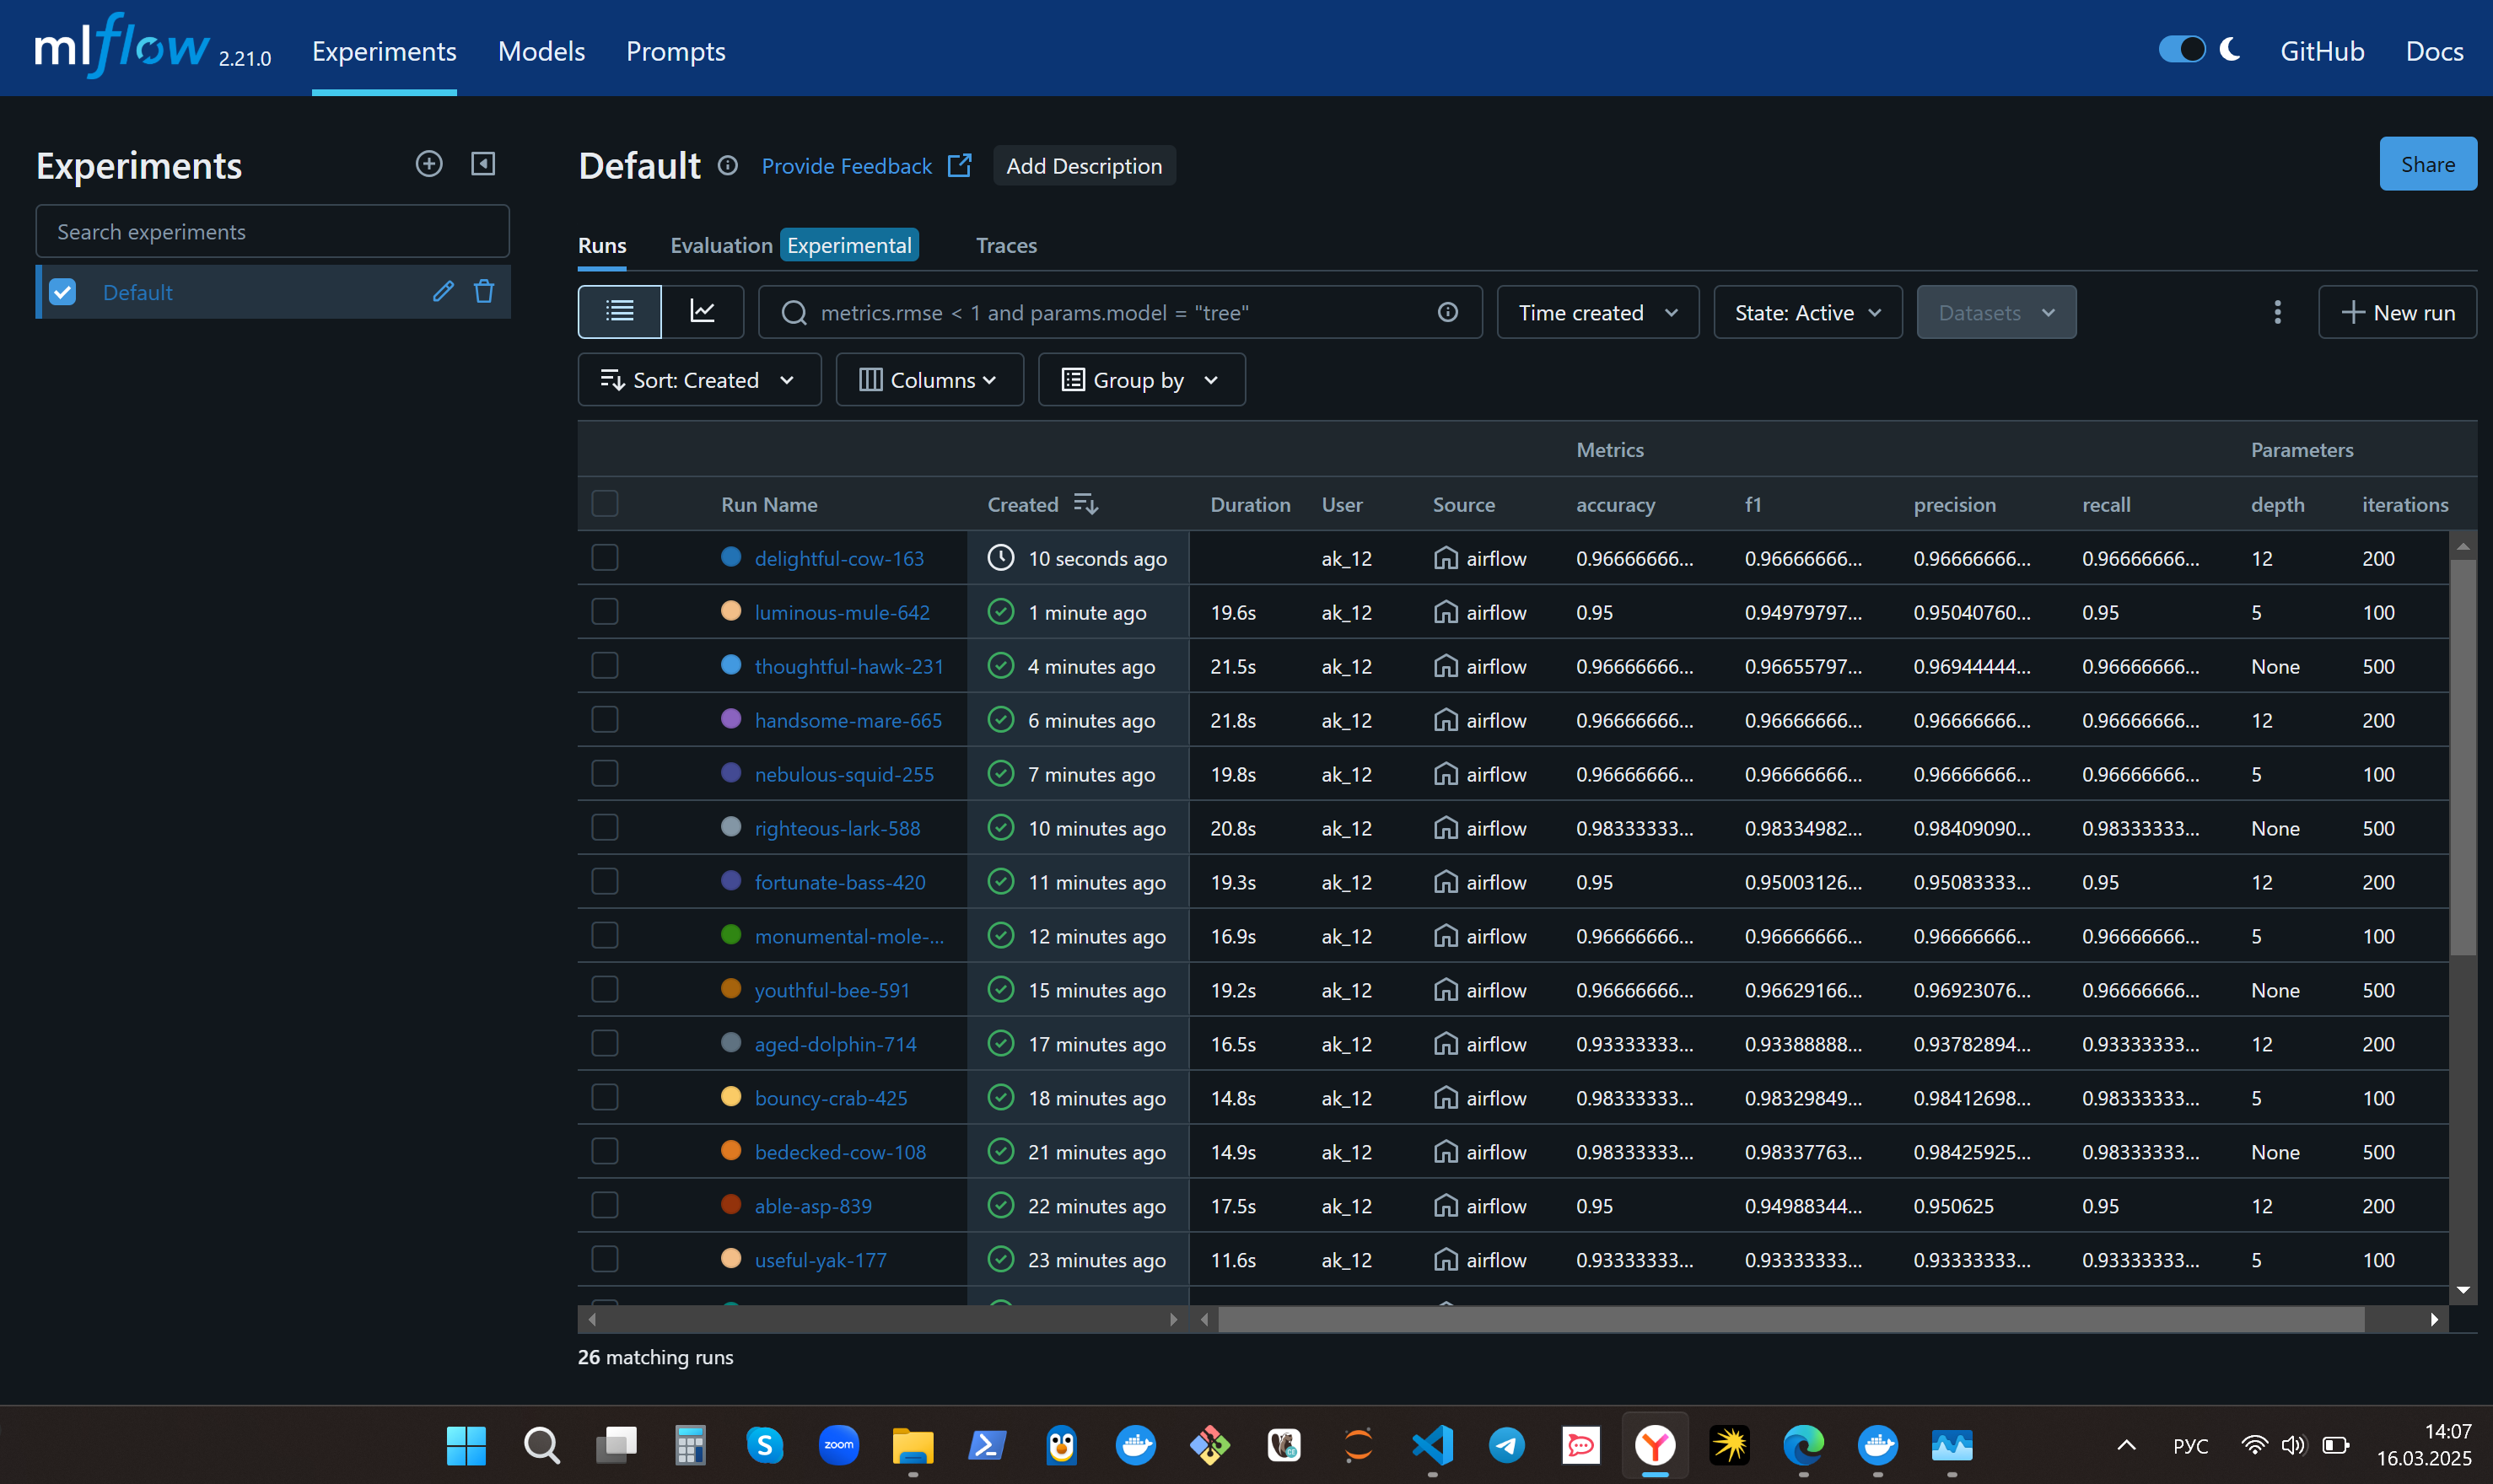 mlflow 2.21.0 Experiments Models Prompts GitHub Docs
Experiments
Search experiments
Default
Default Provide Feedback Add Description Share
Runs Evaluation Experimental Traces
metrics.rmse < 1 and params.model = "tree" Time created State: Active Datasets New run
Sort: Created Columns Group by
Metrics Parameters
Run Name Created Duration User Source accuracy f1 precision recall depth iterations
delightful-cow-163 10 seconds ago ak_12 airflow 0.96666666... 0.96666666... 0.96666666... 0.96666666... 12 200
luminous-mule-642 1 minute ago 19.6s ak_12 airflow 0.95 0.94979797... 0.95040760... 0.95 5 100
thoughtful-hawk-231 4 minutes ago 21.5s ak_12 airflow 0.96666666... 0.96655797... 0.96944444... 0.96666666... None 500
handsome-mare-665 6 minutes ago 21.8s ak_12 airflow 0.96666666... 0.96666666... 0.96666666... 0.96666666... 12 200
nebulous-squid-255 7 minutes ago 19.8s ak_12 airflow 0.96666666... 0.96666666... 0.96666666... 0.96666666... 5 100
righteous-lark-588 10 minutes ago 20.8s ak_12 airflow 0.98333333... 0.98334982... 0.98409090... 0.98333333... None 500
fortunate-bass-420 11 minutes ago 19.3s ak_12 airflow 0.95 0.95003126... 0.95083333... 0.95 12 200
monumental-mole-... 12 minutes ago 16.9s ak_12 airflow 0.96666666... 0.96666666... 0.96666666... 0.96666666... 5 100
youthful-bee-591 15 minutes ago 19.2s ak_12 airflow 0.96666666... 0.96629166... 0.96923076... 0.96666666... None 500
aged-dolphin-714 17 minutes ago 16.5s ak_12 airflow 0.93333333... 0.93388888... 0.93782894... 0.93333333... 12 200
bouncy-crab-425 18 minutes ago 14.8s ak_12 airflow 0.98333333... 0.98329849... 0.98412698... 0.98333333... 5 100
bedecked-cow-108 21 minutes ago 14.9s ak_12 airflow 0.98333333... 0.98337763... 0.98425925... 0.98333333... None 500
able-asp-839 22 minutes ago 17.5s ak_12 airflow 0.95 0.94988344... 0.950625 0.95 12 200
useful-yak-177 23 minutes ago 11.6s ak_12 airflow 0.93333333... 0.93333333... 0.93333333... 0.93333333... 5 100
26 matching runs
zoom
РУС
14:07
16.03.2025